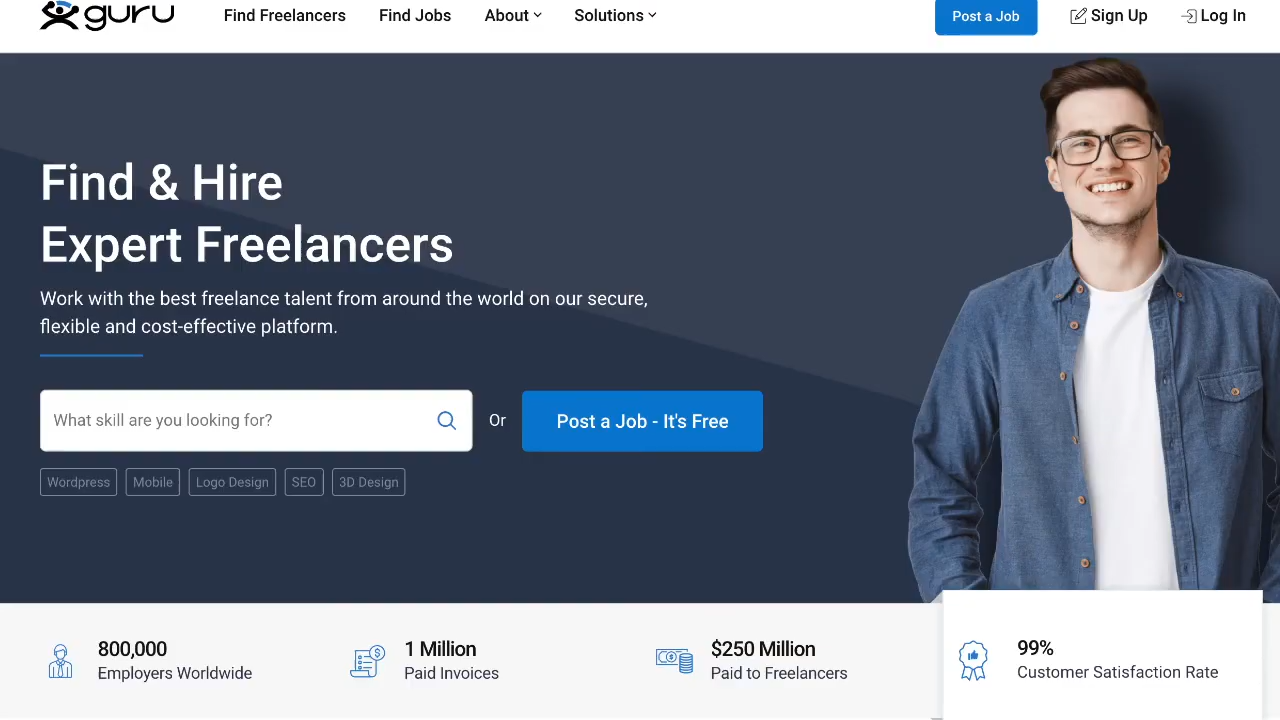 guru
Find Freelancers
Find Jobs
About
Solutions
Post a Job
Sign Up
Log In
Find & Hire
Expert Freelancers
Work with the best freelance talent from around the world on our secure,
flexible and cost-effective platform.
What skill are you looking for?
Or
Post a Job - It's Free
Wordpress
Mobile
Logo Design
SEO
3D Design
800,000
Employers Worldwide
1 Million
Paid Invoices
$250 Million
Paid to Freelancers
99%
Customer Satisfaction Rate